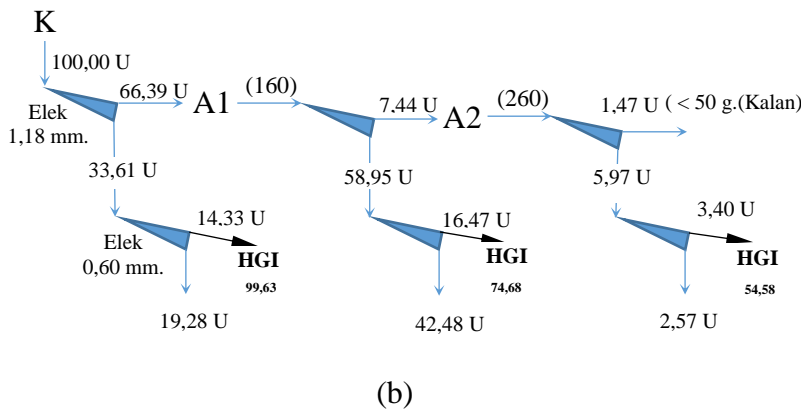 K
100,00 U
66,39 U
A1
(160)
7,44 U
A2
(260)
1,47 U ( < 50 g.(Kalan)
Elek
1,18 mm.
33,61 U
58,95 U
5,97 U
14,33 U
16,47 U
3,40 U
Elek
0,60 mm.
HGI
99,63
HGI
74,68
HGI
54,58
19,28 U
42,48 U
2,57 U
(b)